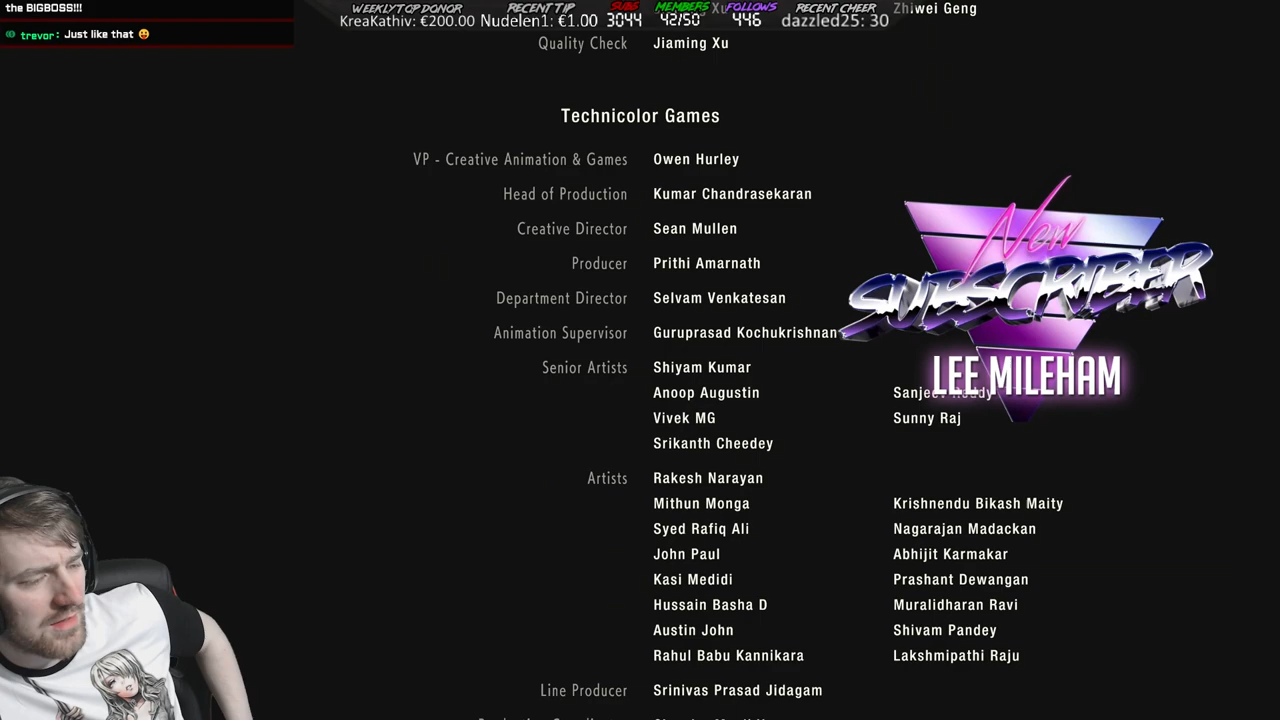 the BIGBOSS!!!
trevor: Just like that 😛
WEEKLY TOP DONOR RECENT TIP SUBS MEMBERS FOLLOWS RECENT CHEER
KreaKathiv: €200.00 Nudelen1: €1.00 3044 42/50 446 dazzled25: 30
Zhiwei Geng
Quality Check Jiaming Xu
Technicolor Games
VP - Creative Animation & Games Owen Hurley
Head of Production Kumar Chandrasekaran
Creative Director Sean Mullen
Producer Prithi Amarnath
Department Director Selvam Venkatesan
Animation Supervisor Guruprasad Kochukrishnan
Senior Artists Shiyam Kumar
Anoop Augustin Sanjeev Reddy
Vivek MG Sunny Raj
Srikanth Cheedey
New
SUBSCRIBER
LEE MILEHAM
Artists Rakesh Narayan
Mithun Monga Krishnendu Bikash Maity
Syed Rafiq Ali Nagarajan Madackan
John Paul Abhijit Karmakar
Kasi Medidi Prashant Dewangan
Hussain Basha D Muralidharan Ravi
Austin John Shivam Pandey
Rahul Babu Kannikara Lakshmipathi Raju
Line Producer Srinivas Prasad Jidagam